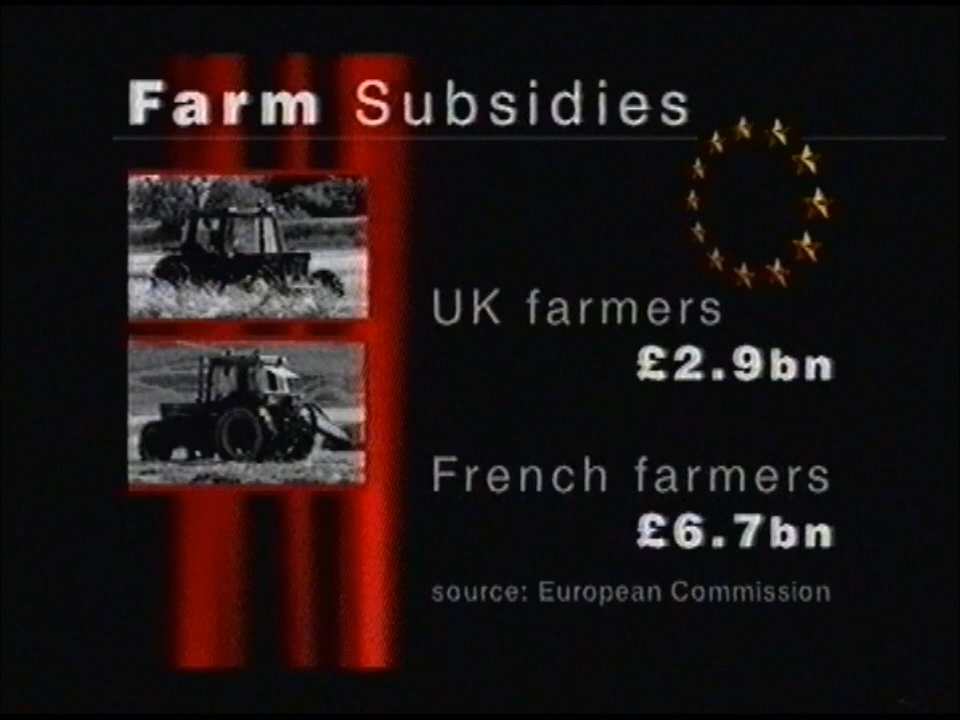 Farm Subsidies
UK farmers
£2.9bn
French farmers
£6.7bn
source: European Commission